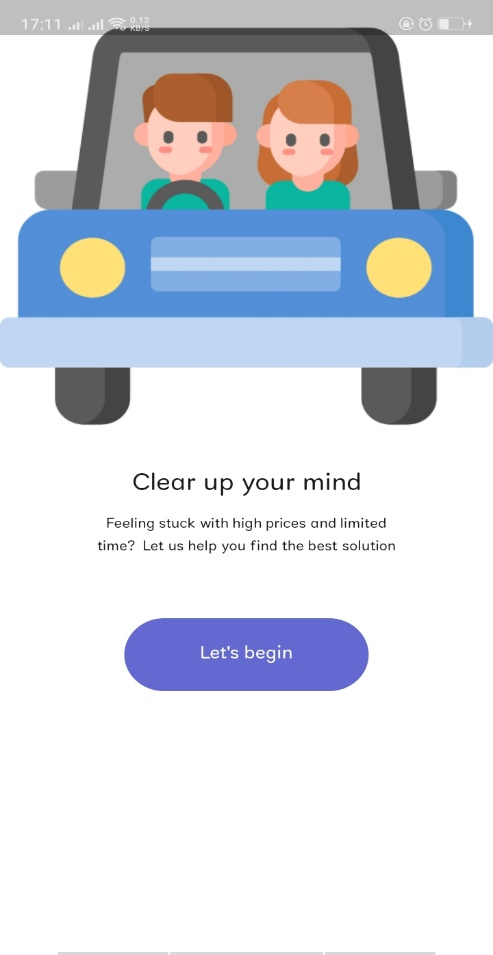 17:11
0.12
KB/S
Clear up your mind
Feeling stuck with high prices and limited
time? Let us help you find the best solution
Let's begin